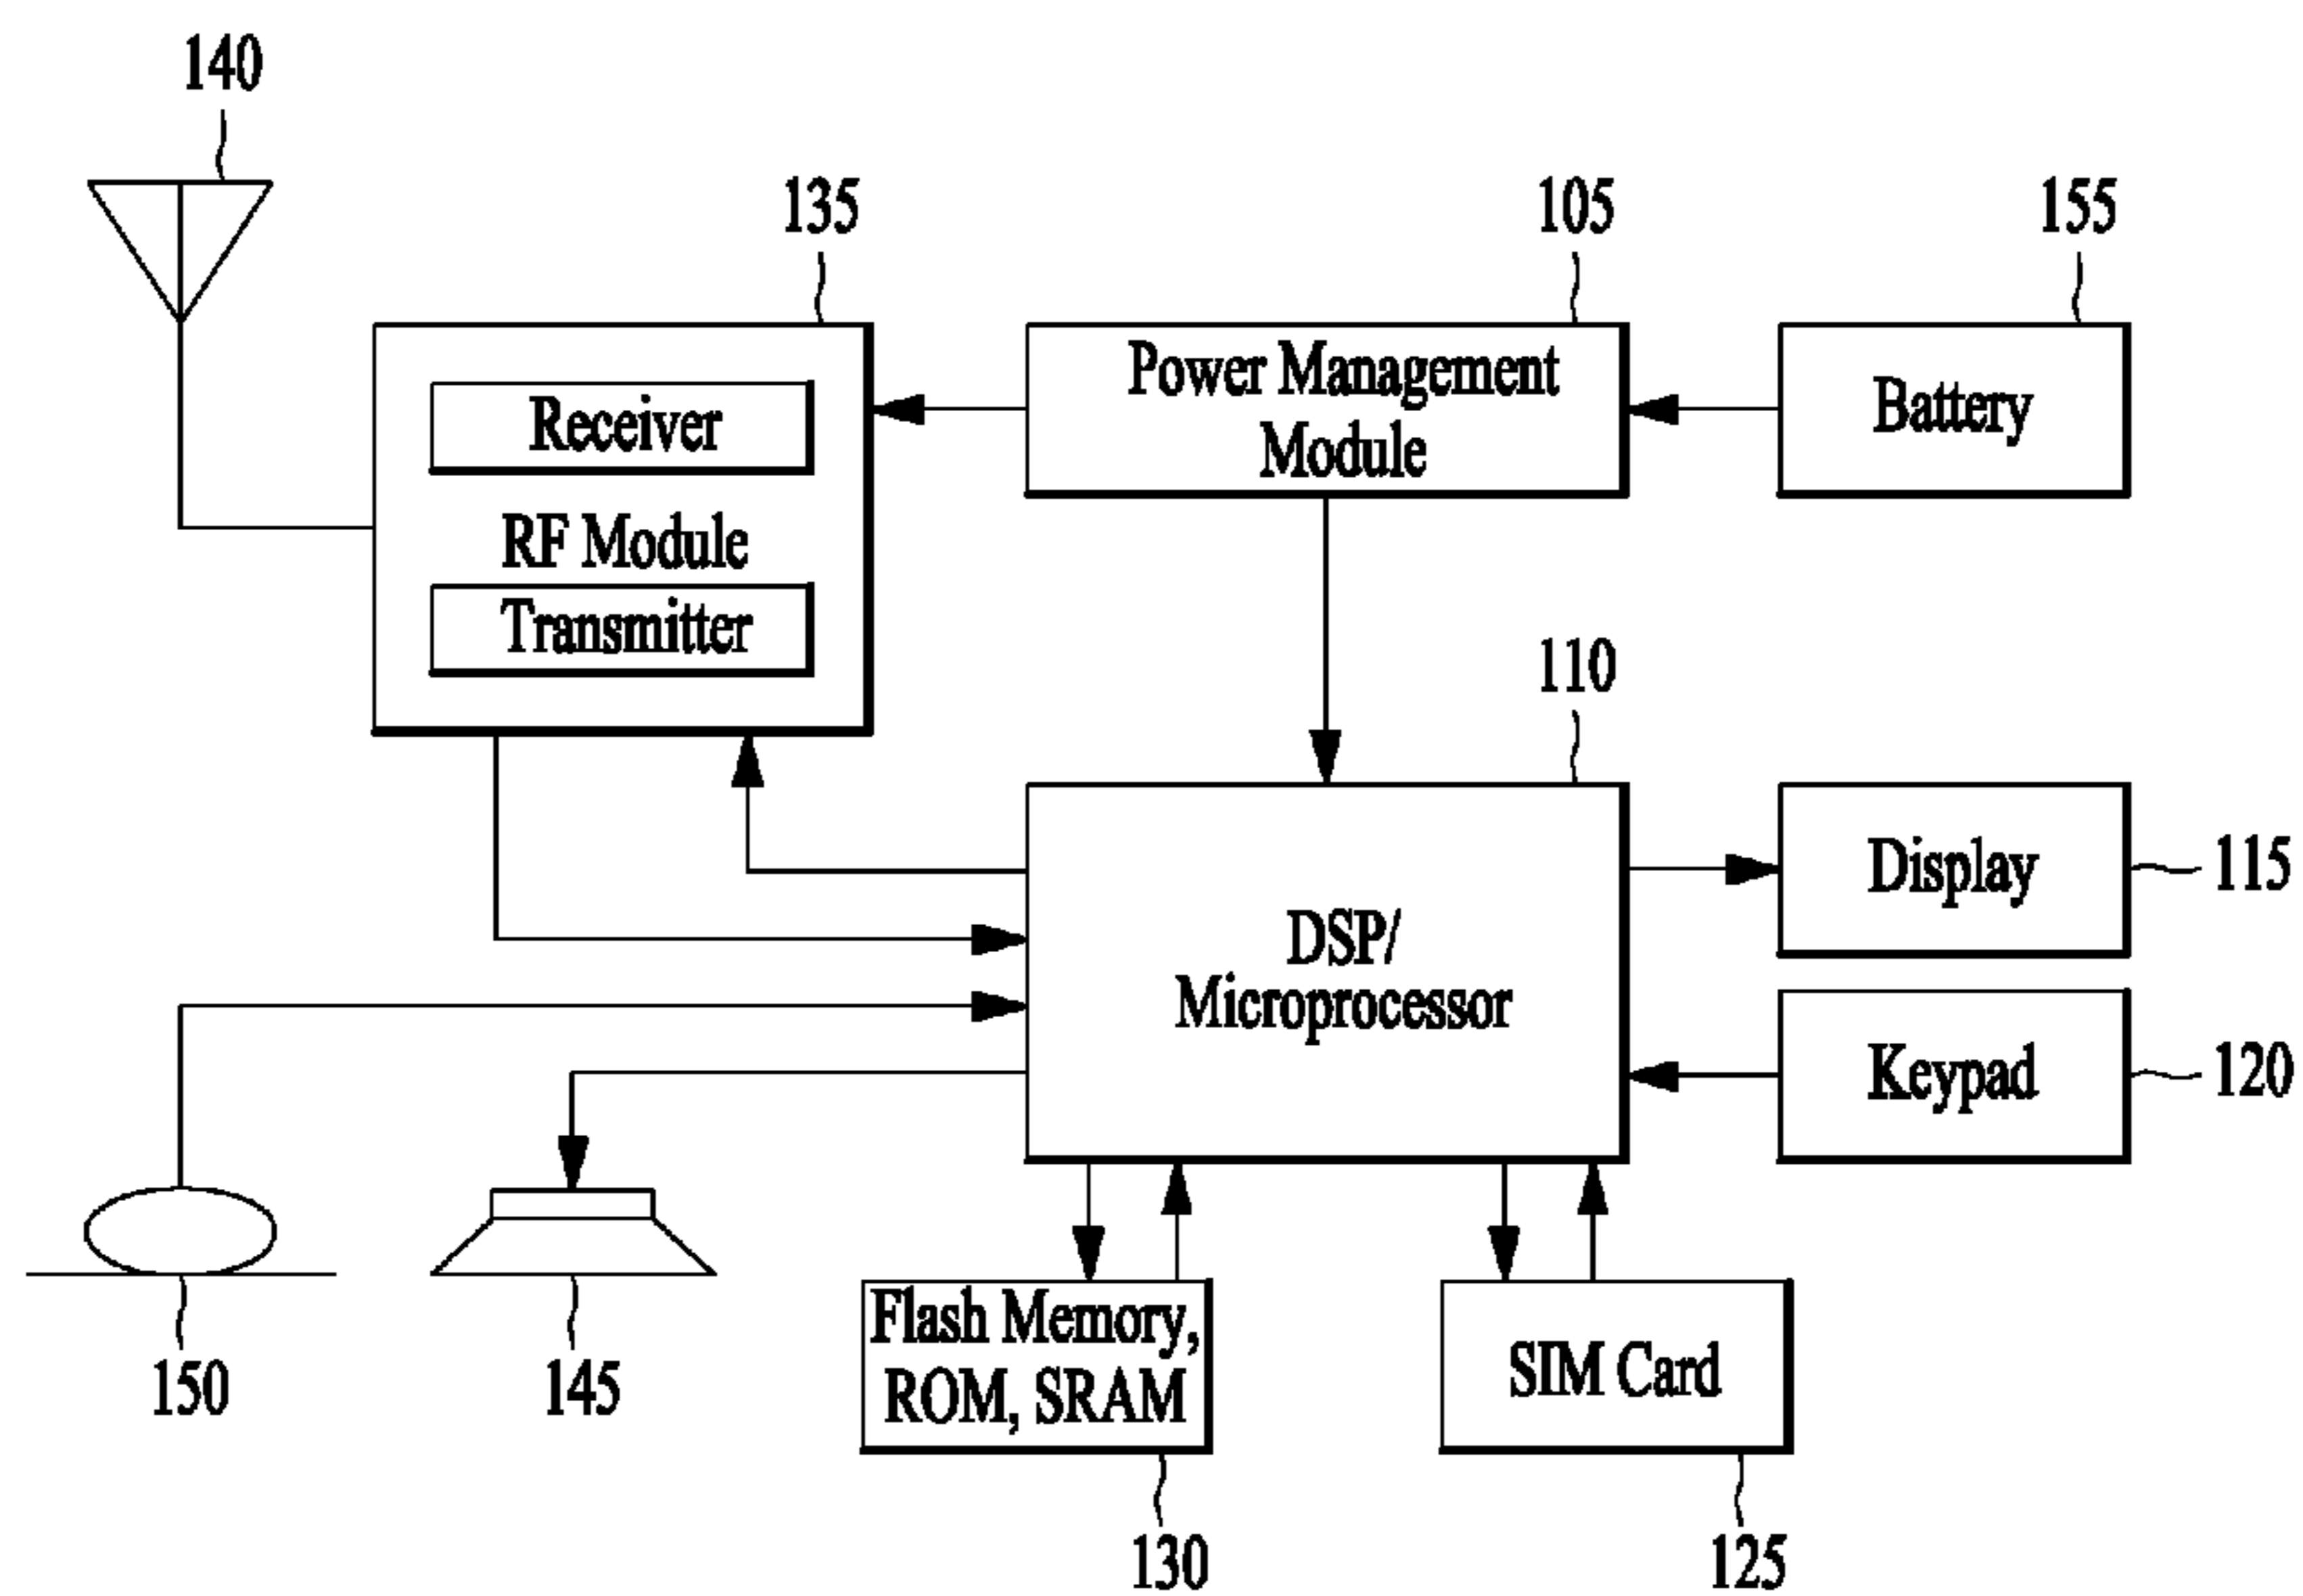 140
135
105
155
Receiver
RF Module
Transmitter
Power Management
Module
Battery
110
DSP/
Microprocessor
Display
115
Keypad
120
150
145
Flash Memory,
ROM, SRAM
SIM Card
130
125